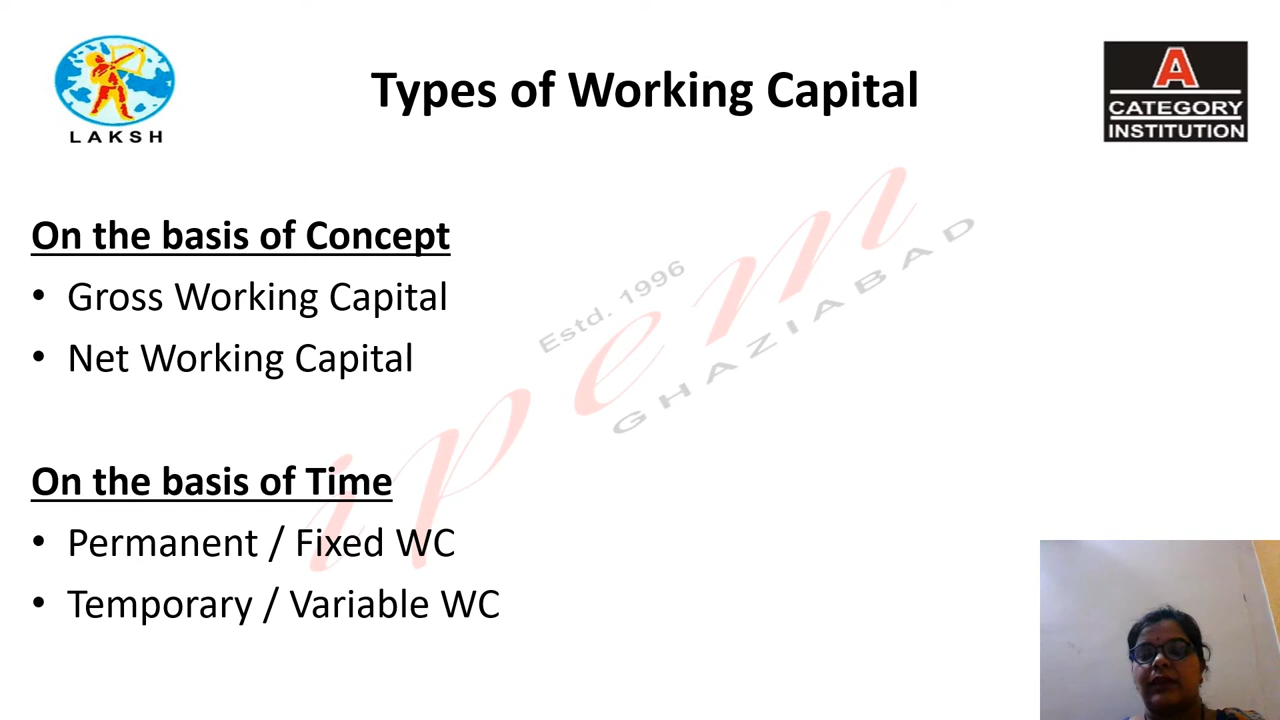 LAKSH
Types of Working Capital
A
CATEGORY
INSTITUTION
On the basis of Concept
• Gross Working Capital
• Net Working Capital
Estd. 1996
ipem
GHAZIABAD
On the basis of Time
• Permanent / Fixed WC
• Temporary / Variable WC